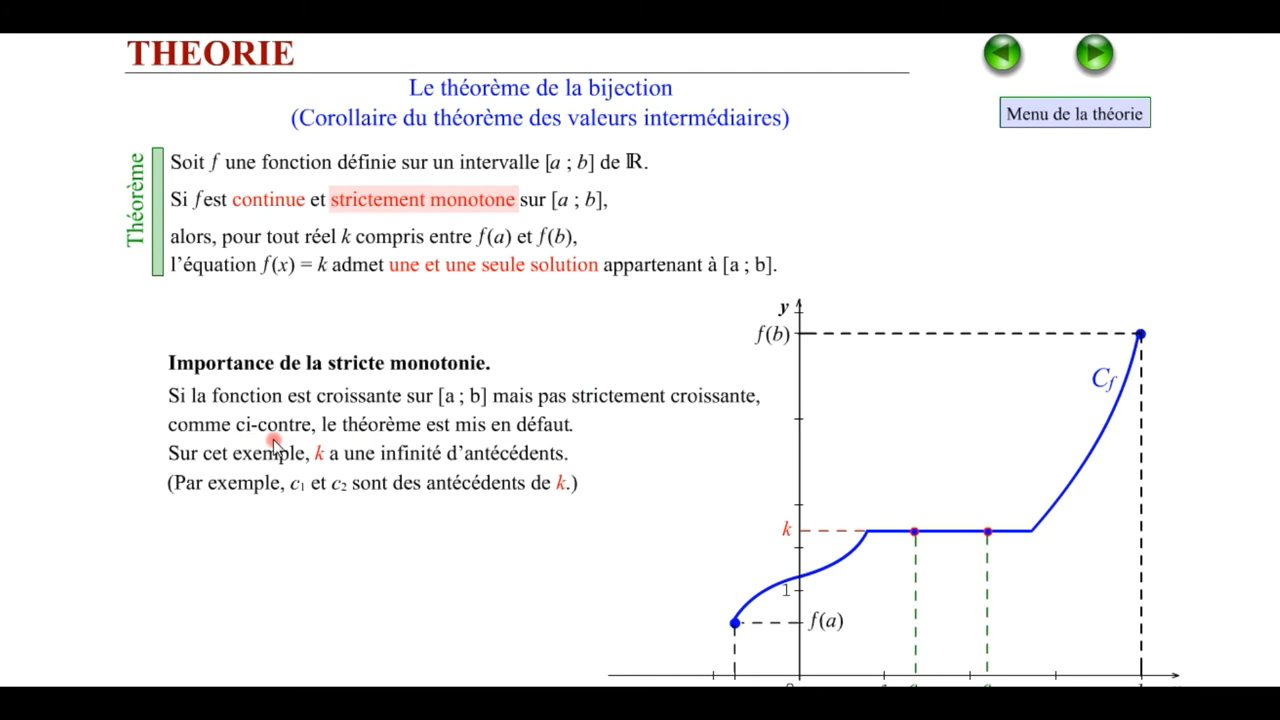 THEORIE
Le théorème de la bijection
(Corollaire du théorème des valeurs intermédiaires)
Menu de la théorie
Théorème
Soit f une fonction définie sur un intervalle [a ; b] de ℝ.
Si f est continue et strictement monotone sur [a ; b],
alors, pour tout réel k compris entre f(a) et f(b),
l’équation f(x) = k admet une et une seule solution appartenant à [a ; b].
Importance de la stricte monotonie.
Si la fonction est croissante sur [a ; b] mais pas strictement croissante,
comme ci-contre, le théorème est mis en défaut.
Sur cet exemple, k a une infinité d’antécédents.
(Par exemple, c₁ et c₂ sont des antécédents de k.)
y
f(b)
C_f
k
1
f(a)